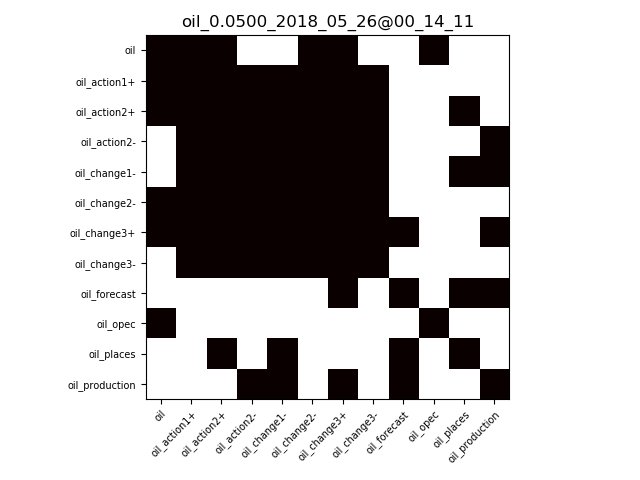 oil_0.0500_2018_05_26@00_14_11
oil
oil_action1+
oil_action2+
oil_action2-
oil_change1-
oil_change2-
oil_change3+
oil_change3-
oil_forecast
oil_opec
oil_places
oil_production
oil
oil_action1+
oil_action2+
oil_action2-
oil_change1-
oil_change2-
oil_change3+
oil_change3-
oil_forecast
oil_opec
oil_places
oil_production